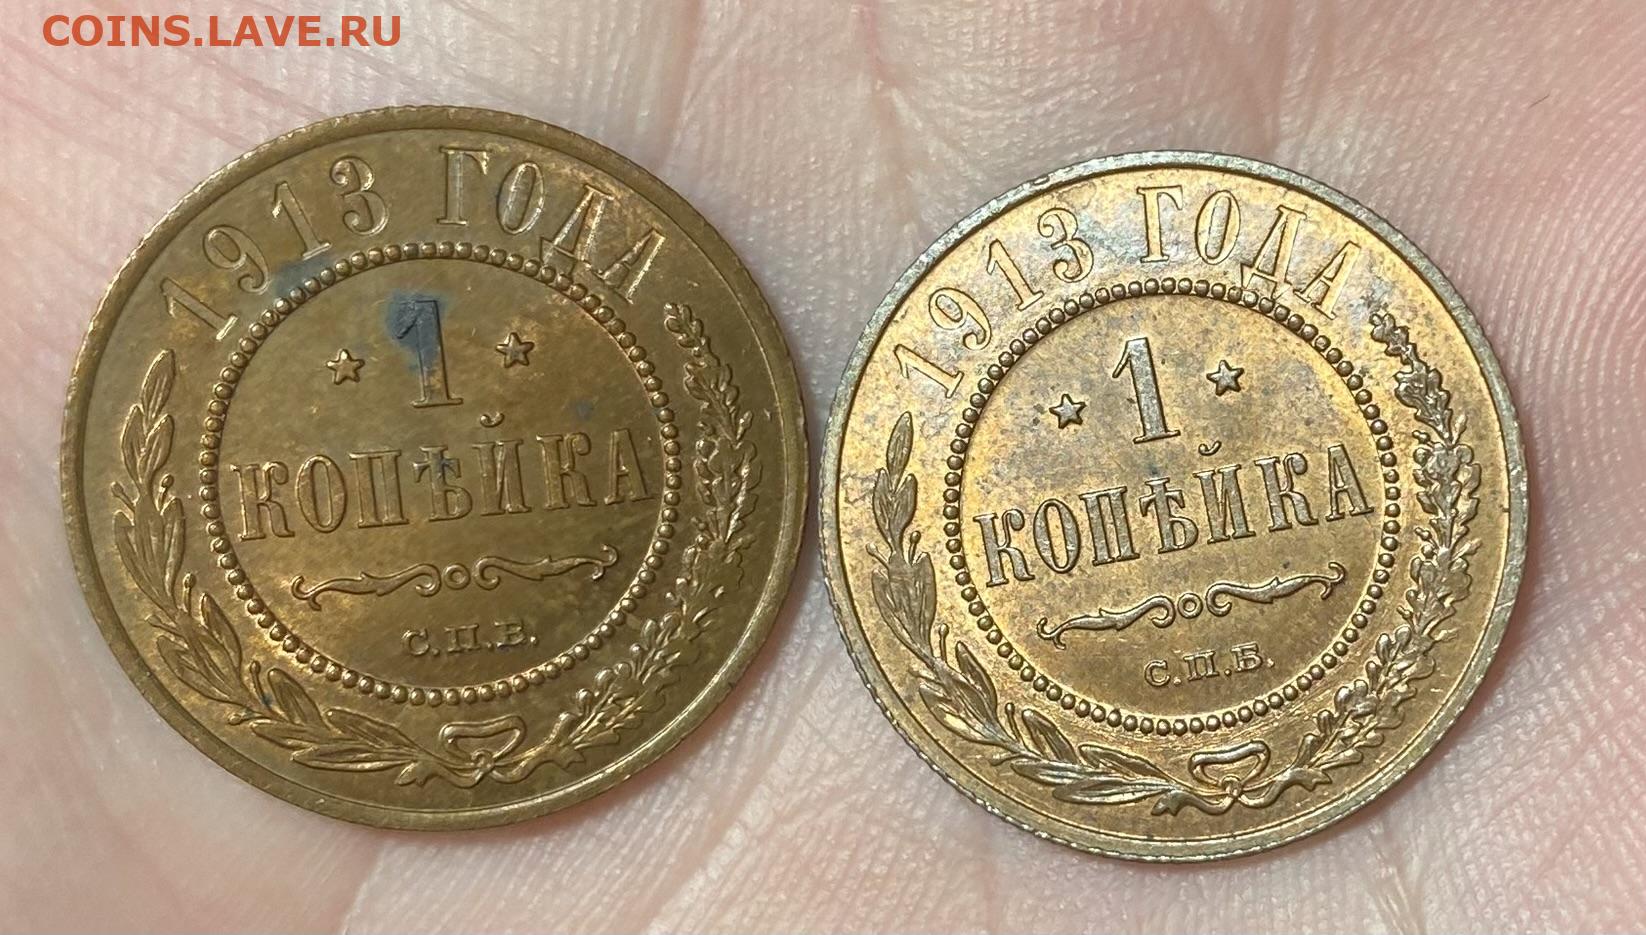 COINS.LAVE.RU
1913 ГОДА
1
КОПѢЙКА
С.П.Б.
1913 ГОДА
1
КОПѢЙКА
С.П.Б.